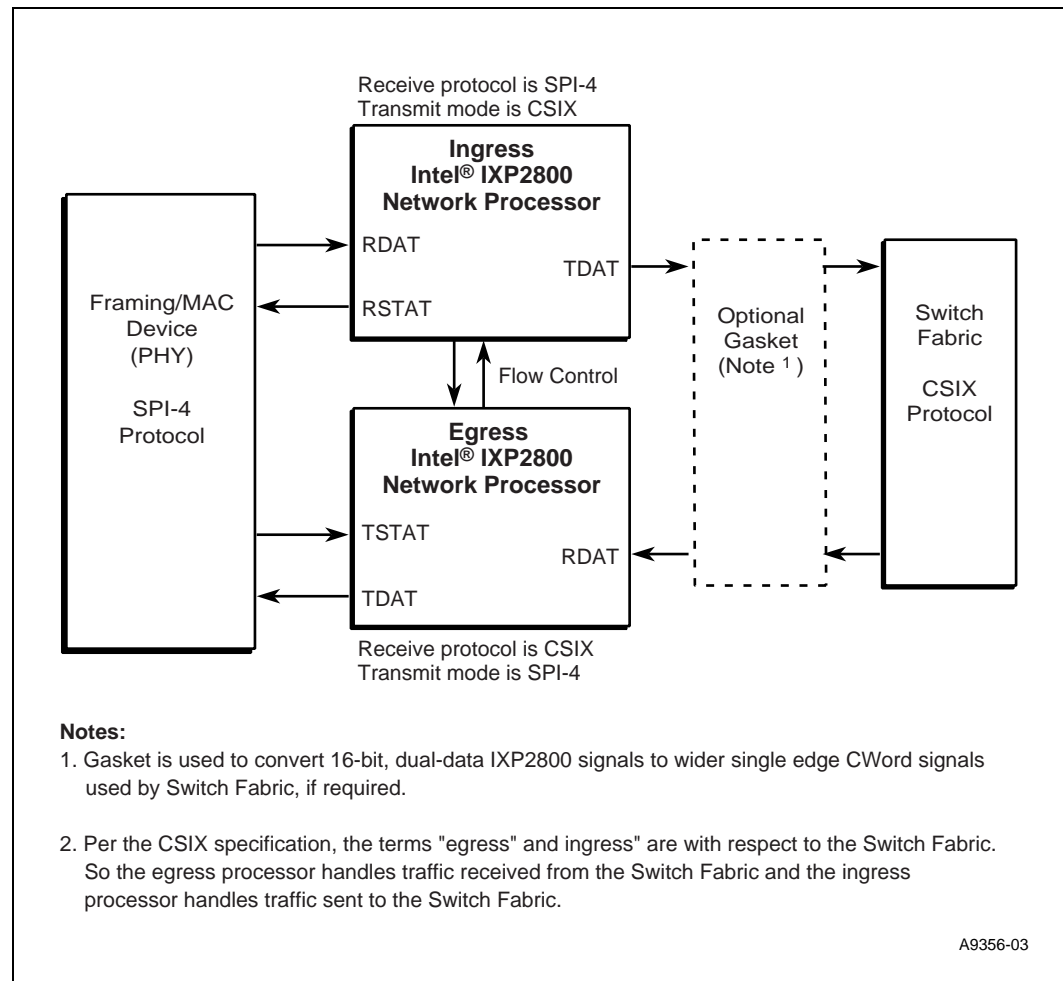 Receive protocol is SPI-4
Transmit mode is CSIX
Ingress
Intel® IXP2800
Network Processor
RDAT
TDAT
RSTAT
Framing/MAC
Device
(PHY)
SPI-4
Protocol
Optional
Gasket
(Note 1 )
Switch
Fabric
CSIX
Protocol
Flow Control
Egress
Intel® IXP2800
Network Processor
TSTAT
RDAT
TDAT
Receive protocol is CSIX
Transmit mode is SPI-4
Notes:
1. Gasket is used to convert 16-bit, dual-data IXP2800 signals to wider single edge CWord signals
used by Switch Fabric, if required.
2. Per the CSIX specification, the terms "egress" and ingress" are with respect to the Switch Fabric.
So the egress processor handles traffic received from the Switch Fabric and the ingress
processor handles traffic sent to the Switch Fabric.
A9356-03